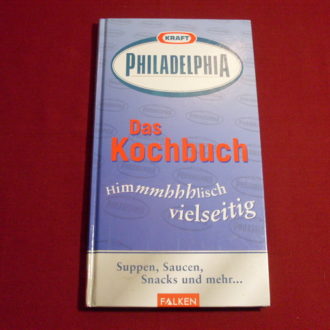 KRAFT
PHILADELPHIA
Das
Kochbuch
Himmmhhhlisch
vielseitig
Suppen, Saucen,
Snacks und mehr...
FALKEN